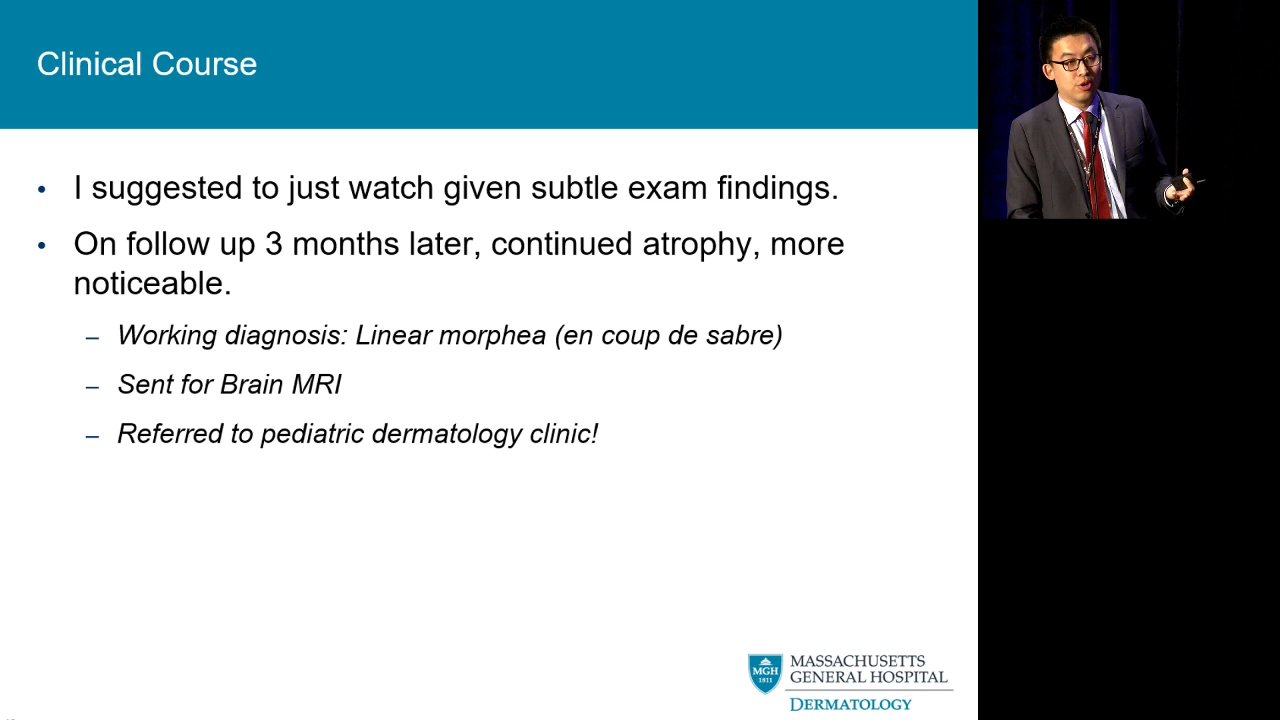 Clinical Course
• I suggested to just watch given subtle exam findings.
• On follow up 3 months later, continued atrophy, more
noticeable.
– Working diagnosis: Linear morphea (en coup de sabre)
– Sent for Brain MRI
– Referred to pediatric dermatology clinic!
MGH
1811
MASSACHUSETTS
GENERAL HOSPITAL
DERMATOLOGY